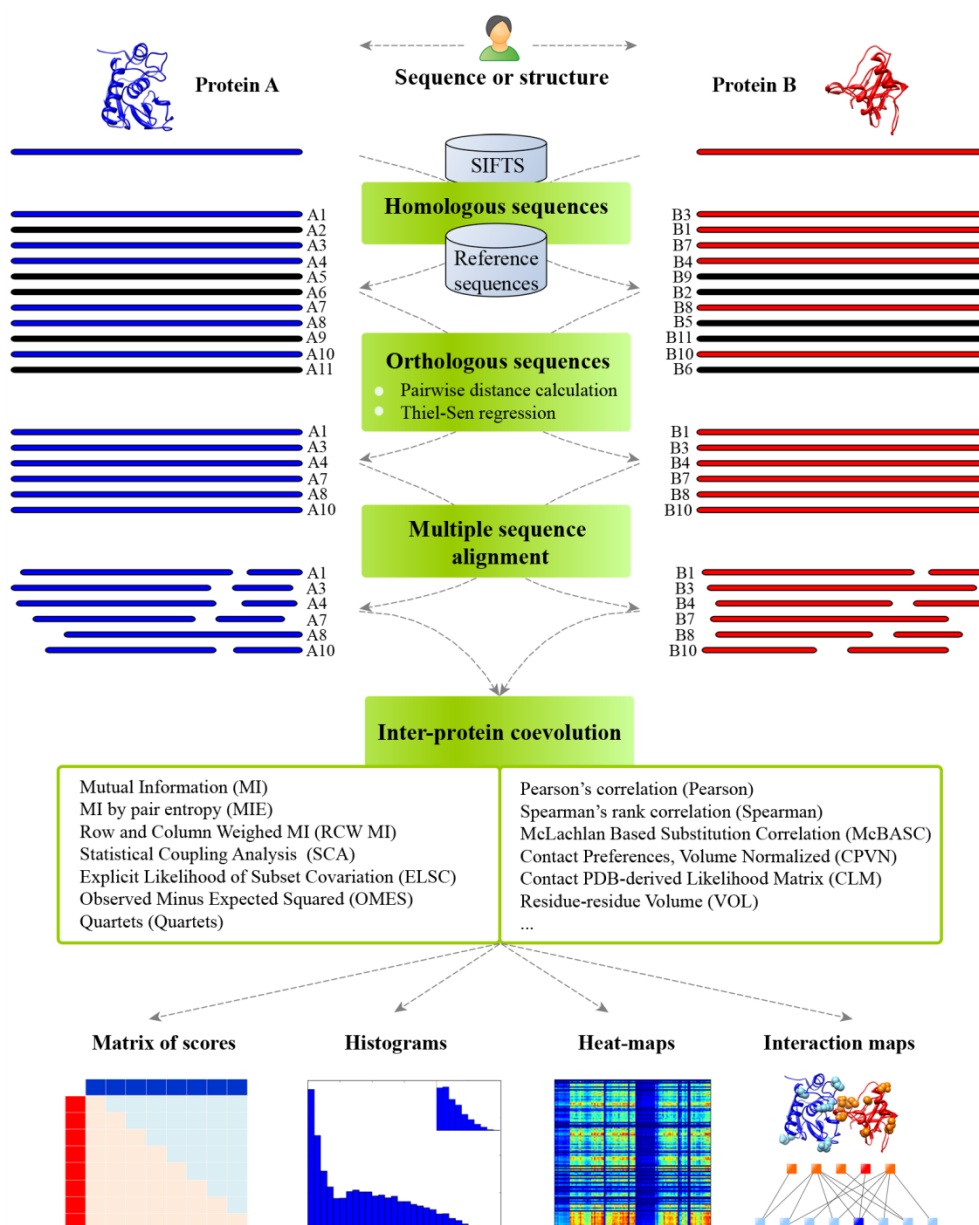 Sequence or structure
Protein A
Protein B
SIFTS
Homologous sequences
Reference
sequences
A1
A2
A3
A4
A5
A6
A7
A8
A9
A10
A11
B3
B1
B7
B4
B9
B2
B8
B5
B11
B10
B6
Orthologous sequences
Pairwise distance calculation
Thiel-Sen regression
A1
A3
A4
A7
A8
A10
B1
B3
B4
B7
B8
B10
Multiple sequence
alignment
A1
A3
A4
A7
A8
A10
B1
B3
B4
B7
B8
B10
Inter-protein coevolution
Mutual Information (MI)
MI by pair entropy (MIE)
Row and Column Weighed MI (RCW MI)
Statistical Coupling Analysis (SCA)
Explicit Likelihood of Subset Covariation (ELSC)
Observed Minus Expected Squared (OMES)
Quartets (Quartets)
Pearson’s correlation (Pearson)
Spearman’s rank correlation (Spearman)
McLachlan Based Substitution Correlation (McBASC)
Contact Preferences, Volume Normalized (CPVN)
Contact PDB-derived Likelihood Matrix (CLM)
Residue-residue Volume (VOL)
...
Matrix of scores
Histograms
Heat-maps
Interaction maps